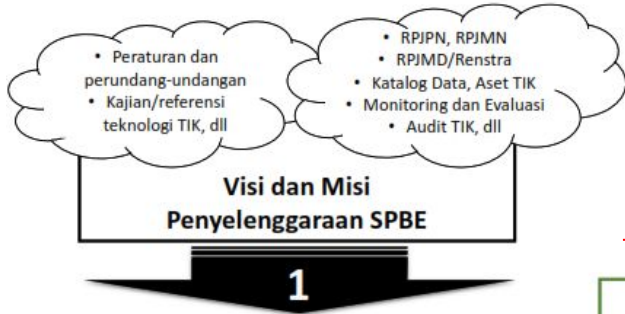 • Peraturan dan
perundang-undangan
• Kajian/referensi
teknologi TIK, dll
• RPJPN, RPJMN
• RPJMD/Renstra
• Katalog Data, Aset TIK
• Monitoring dan Evaluasi
• Audit TIK, dll
Visi dan Misi
Penyelenggaraan SPBE
1